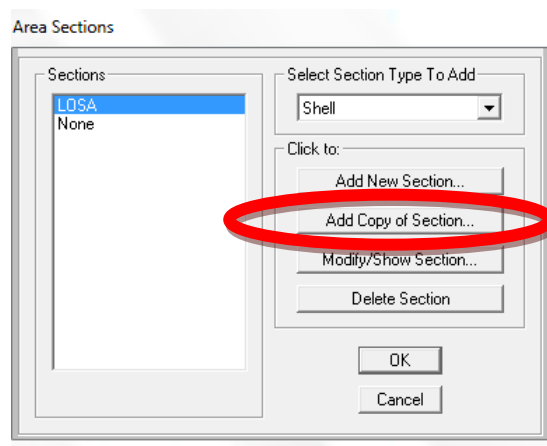 Area Sections
Sections
LOSA
None
Select Section Type To Add
Shell
Click to:
Add New Section...
Add Copy of Section...
Modify/Show Section...
Delete Section
OK
Cancel